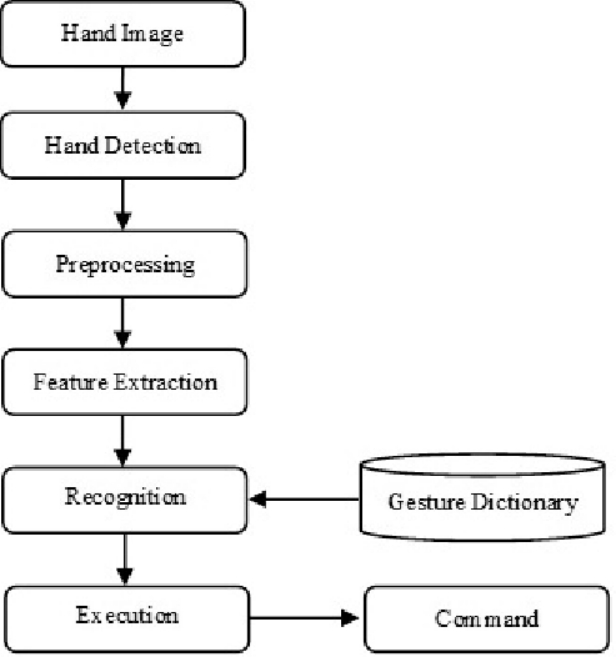 Hand Image
Hand Detection
Preprocessing
Feature Extraction
Recognition
Gesture Dictionary
Execution
Command